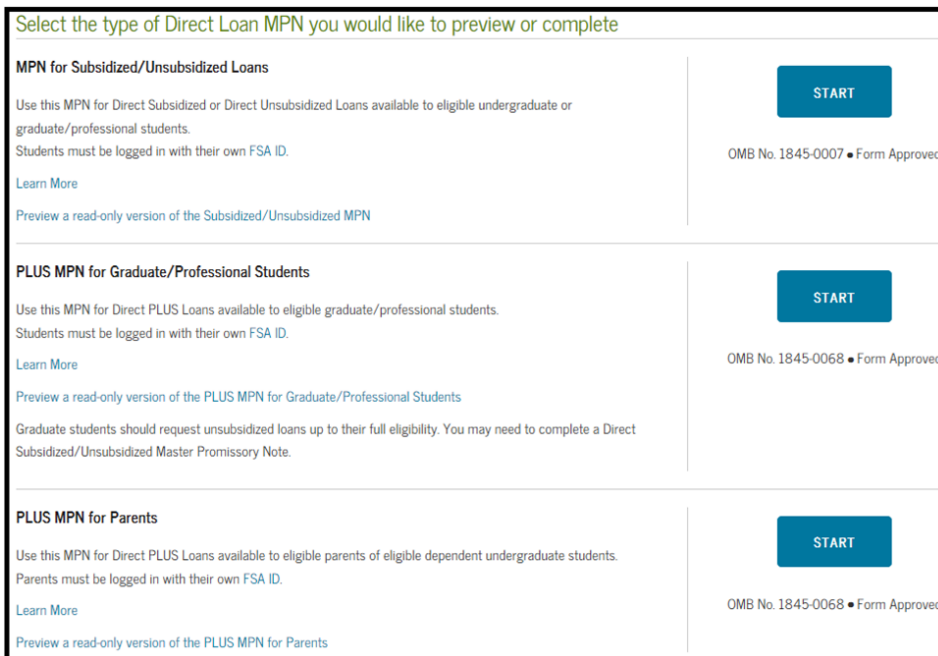 Select the type of Direct Loan MPN you would like to preview or complete
MPN for Subsidized/Unsubsidized Loans
Use this MPN for Direct Subsidized or Direct Unsubsidized Loans available to eligible undergraduate or
graduate/professional students.
Students must be logged in with their own FSA ID.
Learn More
Preview a read-only version of the Subsidized/Unsubsidized MPN
START
OMB No. 1845-0007 • Form Approved
PLUS MPN for Graduate/Professional Students
Use this MPN for Direct PLUS Loans available to eligible graduate/professional students.
Students must be logged in with their own FSA ID.
Learn More
Preview a read-only version of the PLUS MPN for Graduate/Professional Students
Graduate students should request unsubsidized loans up to their full eligibility. You may need to complete a Direct
Subsidized/Unsubsidized Master Promissory Note.
START
OMB No. 1845-0068 • Form Approved
PLUS MPN for Parents
Use this MPN for Direct PLUS Loans available to eligible parents of eligible dependent undergraduate students.
Parents must be logged in with their own FSA ID.
Learn More
Preview a read-only version of the PLUS MPN for Parents
START
OMB No. 1845-0068 • Form Approved